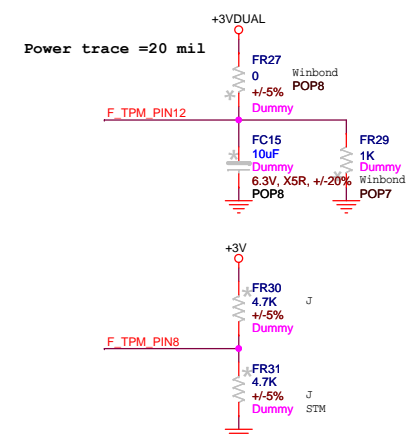 +3VDUAL
Power trace =20 mil
FR27
0
Winbond
+/-5%
POP8
Dummy
F_TPM_PIN12
FC15
10uF
Dummy
6.3V, X5R, +/-20%
POP8
FR29
1K
Dummy
Winbond
POP7
+3V
FR30
4.7K
J
+/-5%
Dummy
F_TPM_PIN8
FR31
4.7K
+/-5%
J
Dummy
STM